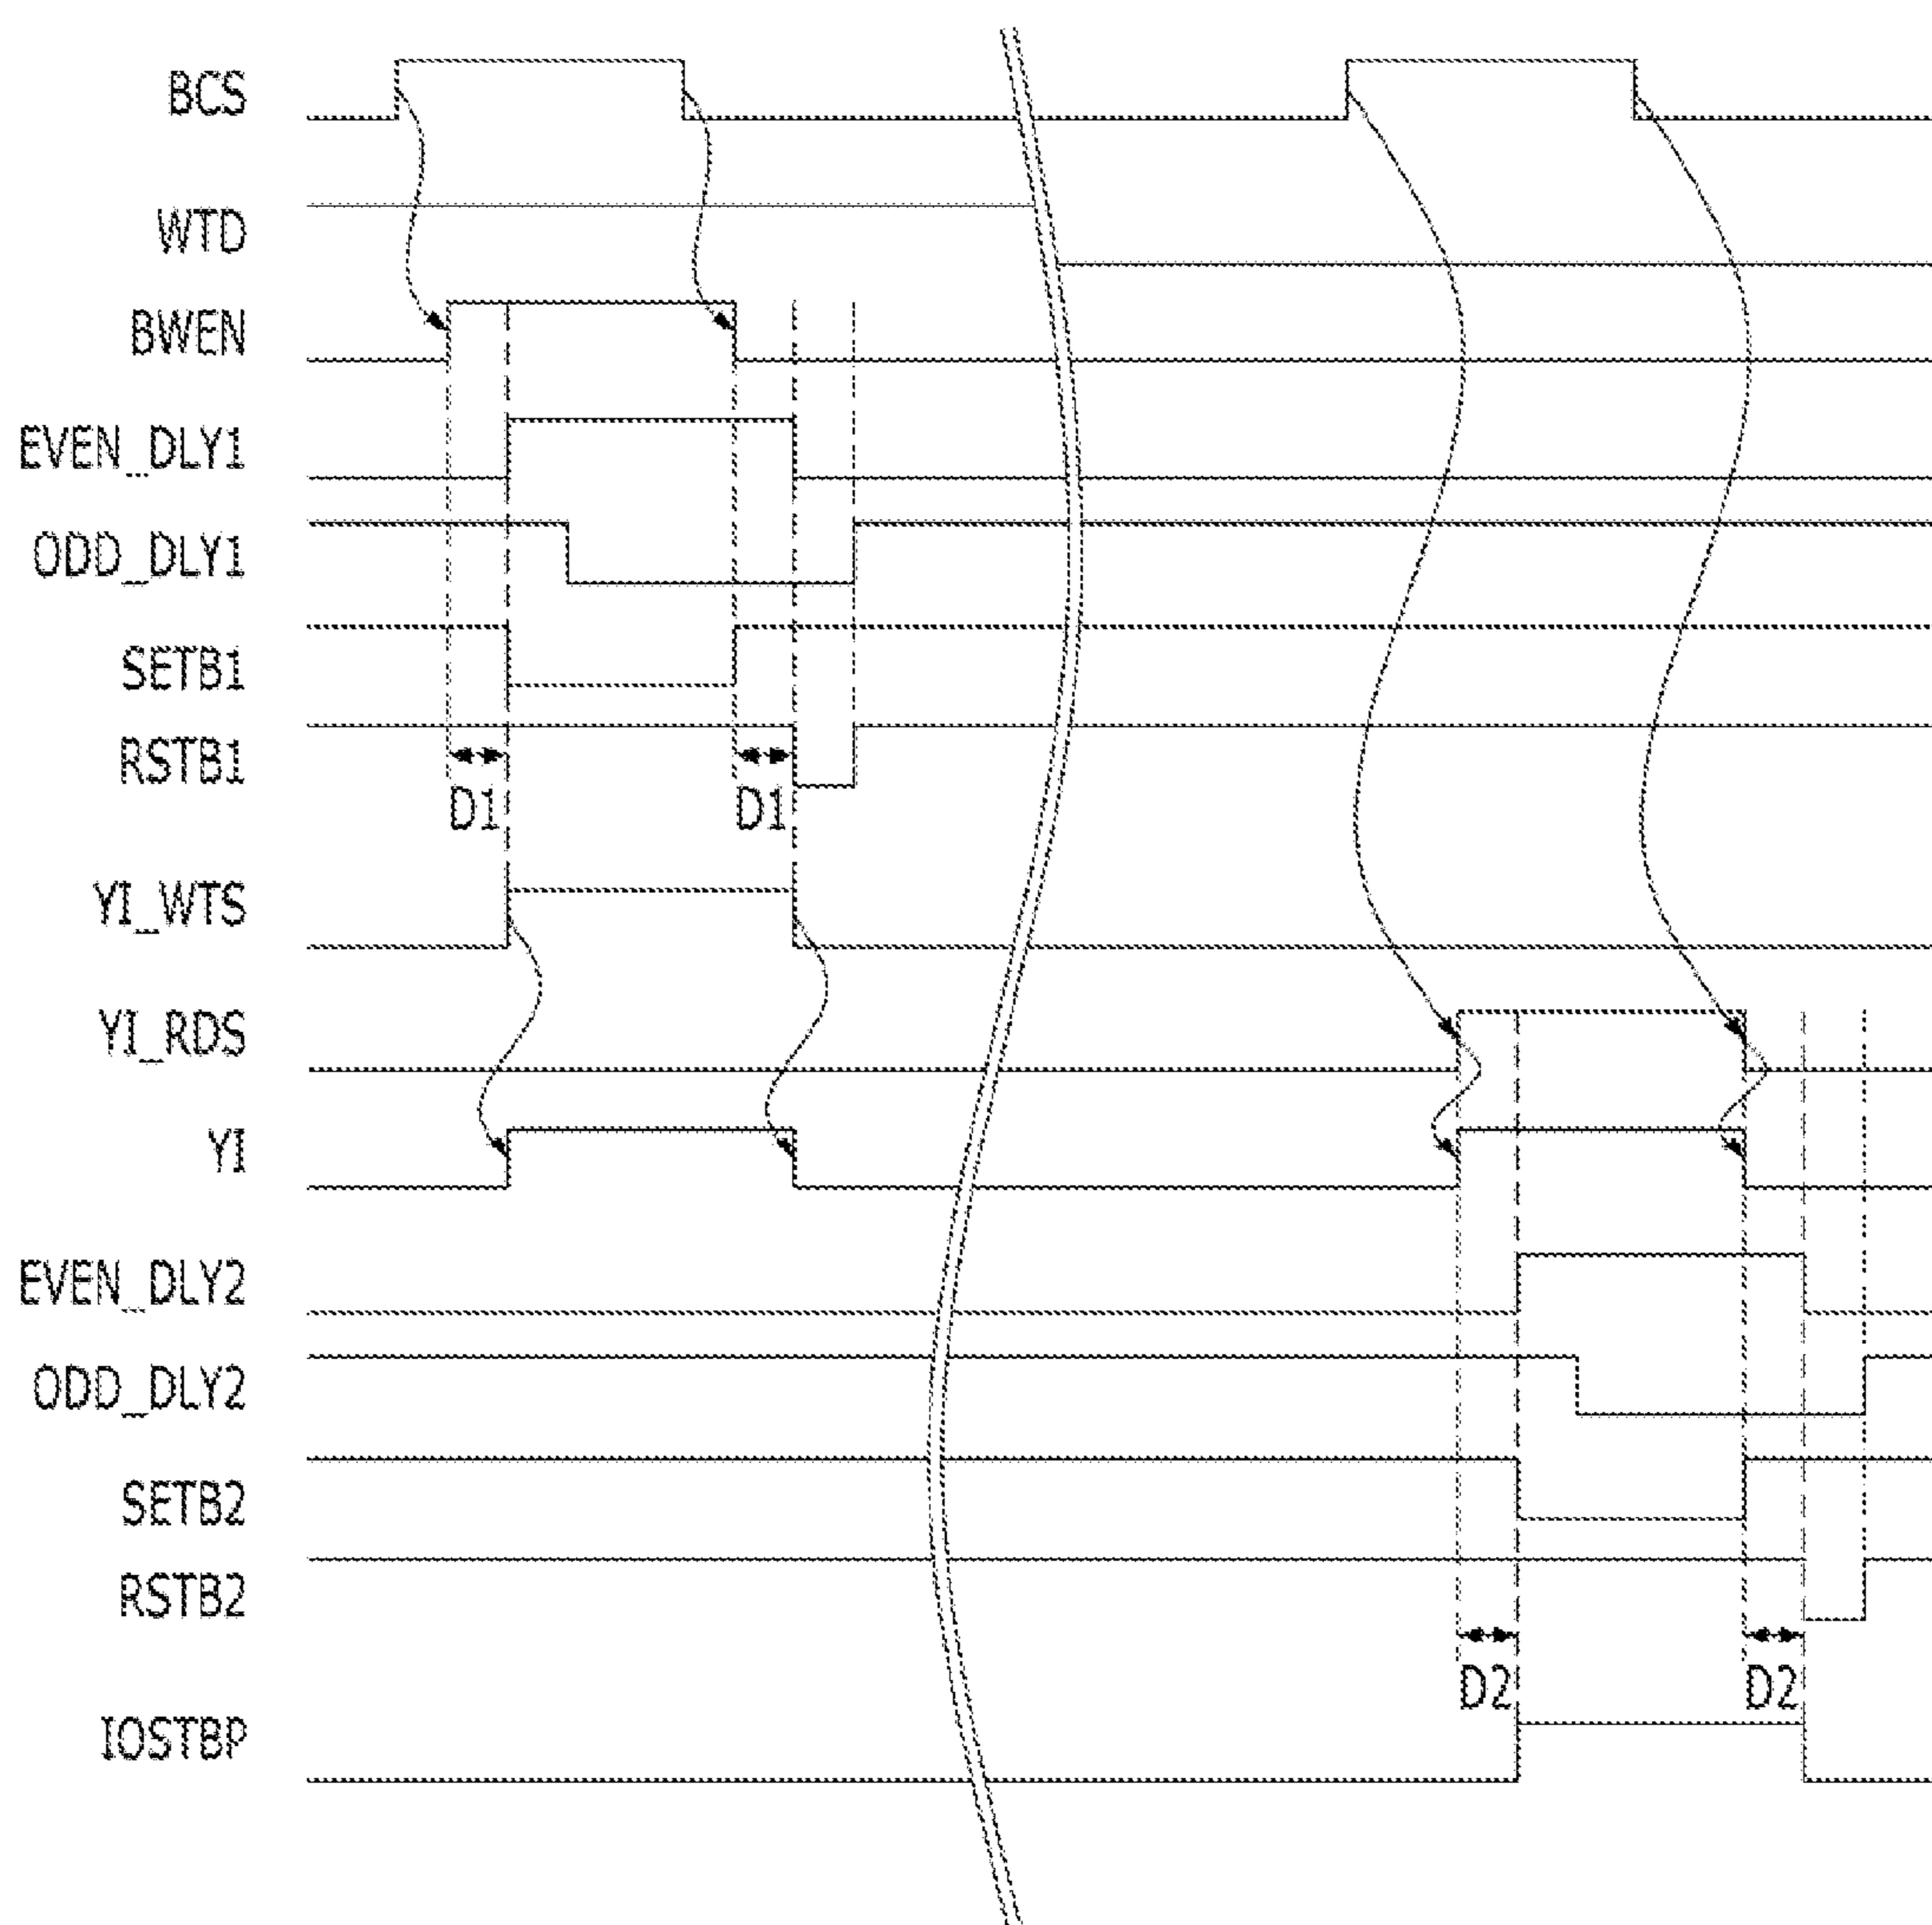 BCS
WTD
BWEN
EVEN_DLY1
ODD_DLY1
SETB1
RSTB1
D1 D1
YI_WTS
YI_RDS
YI
EVEN_DLY2
ODD_DLY2
SETB2
RSTB2
D2 D2
IOSTBP